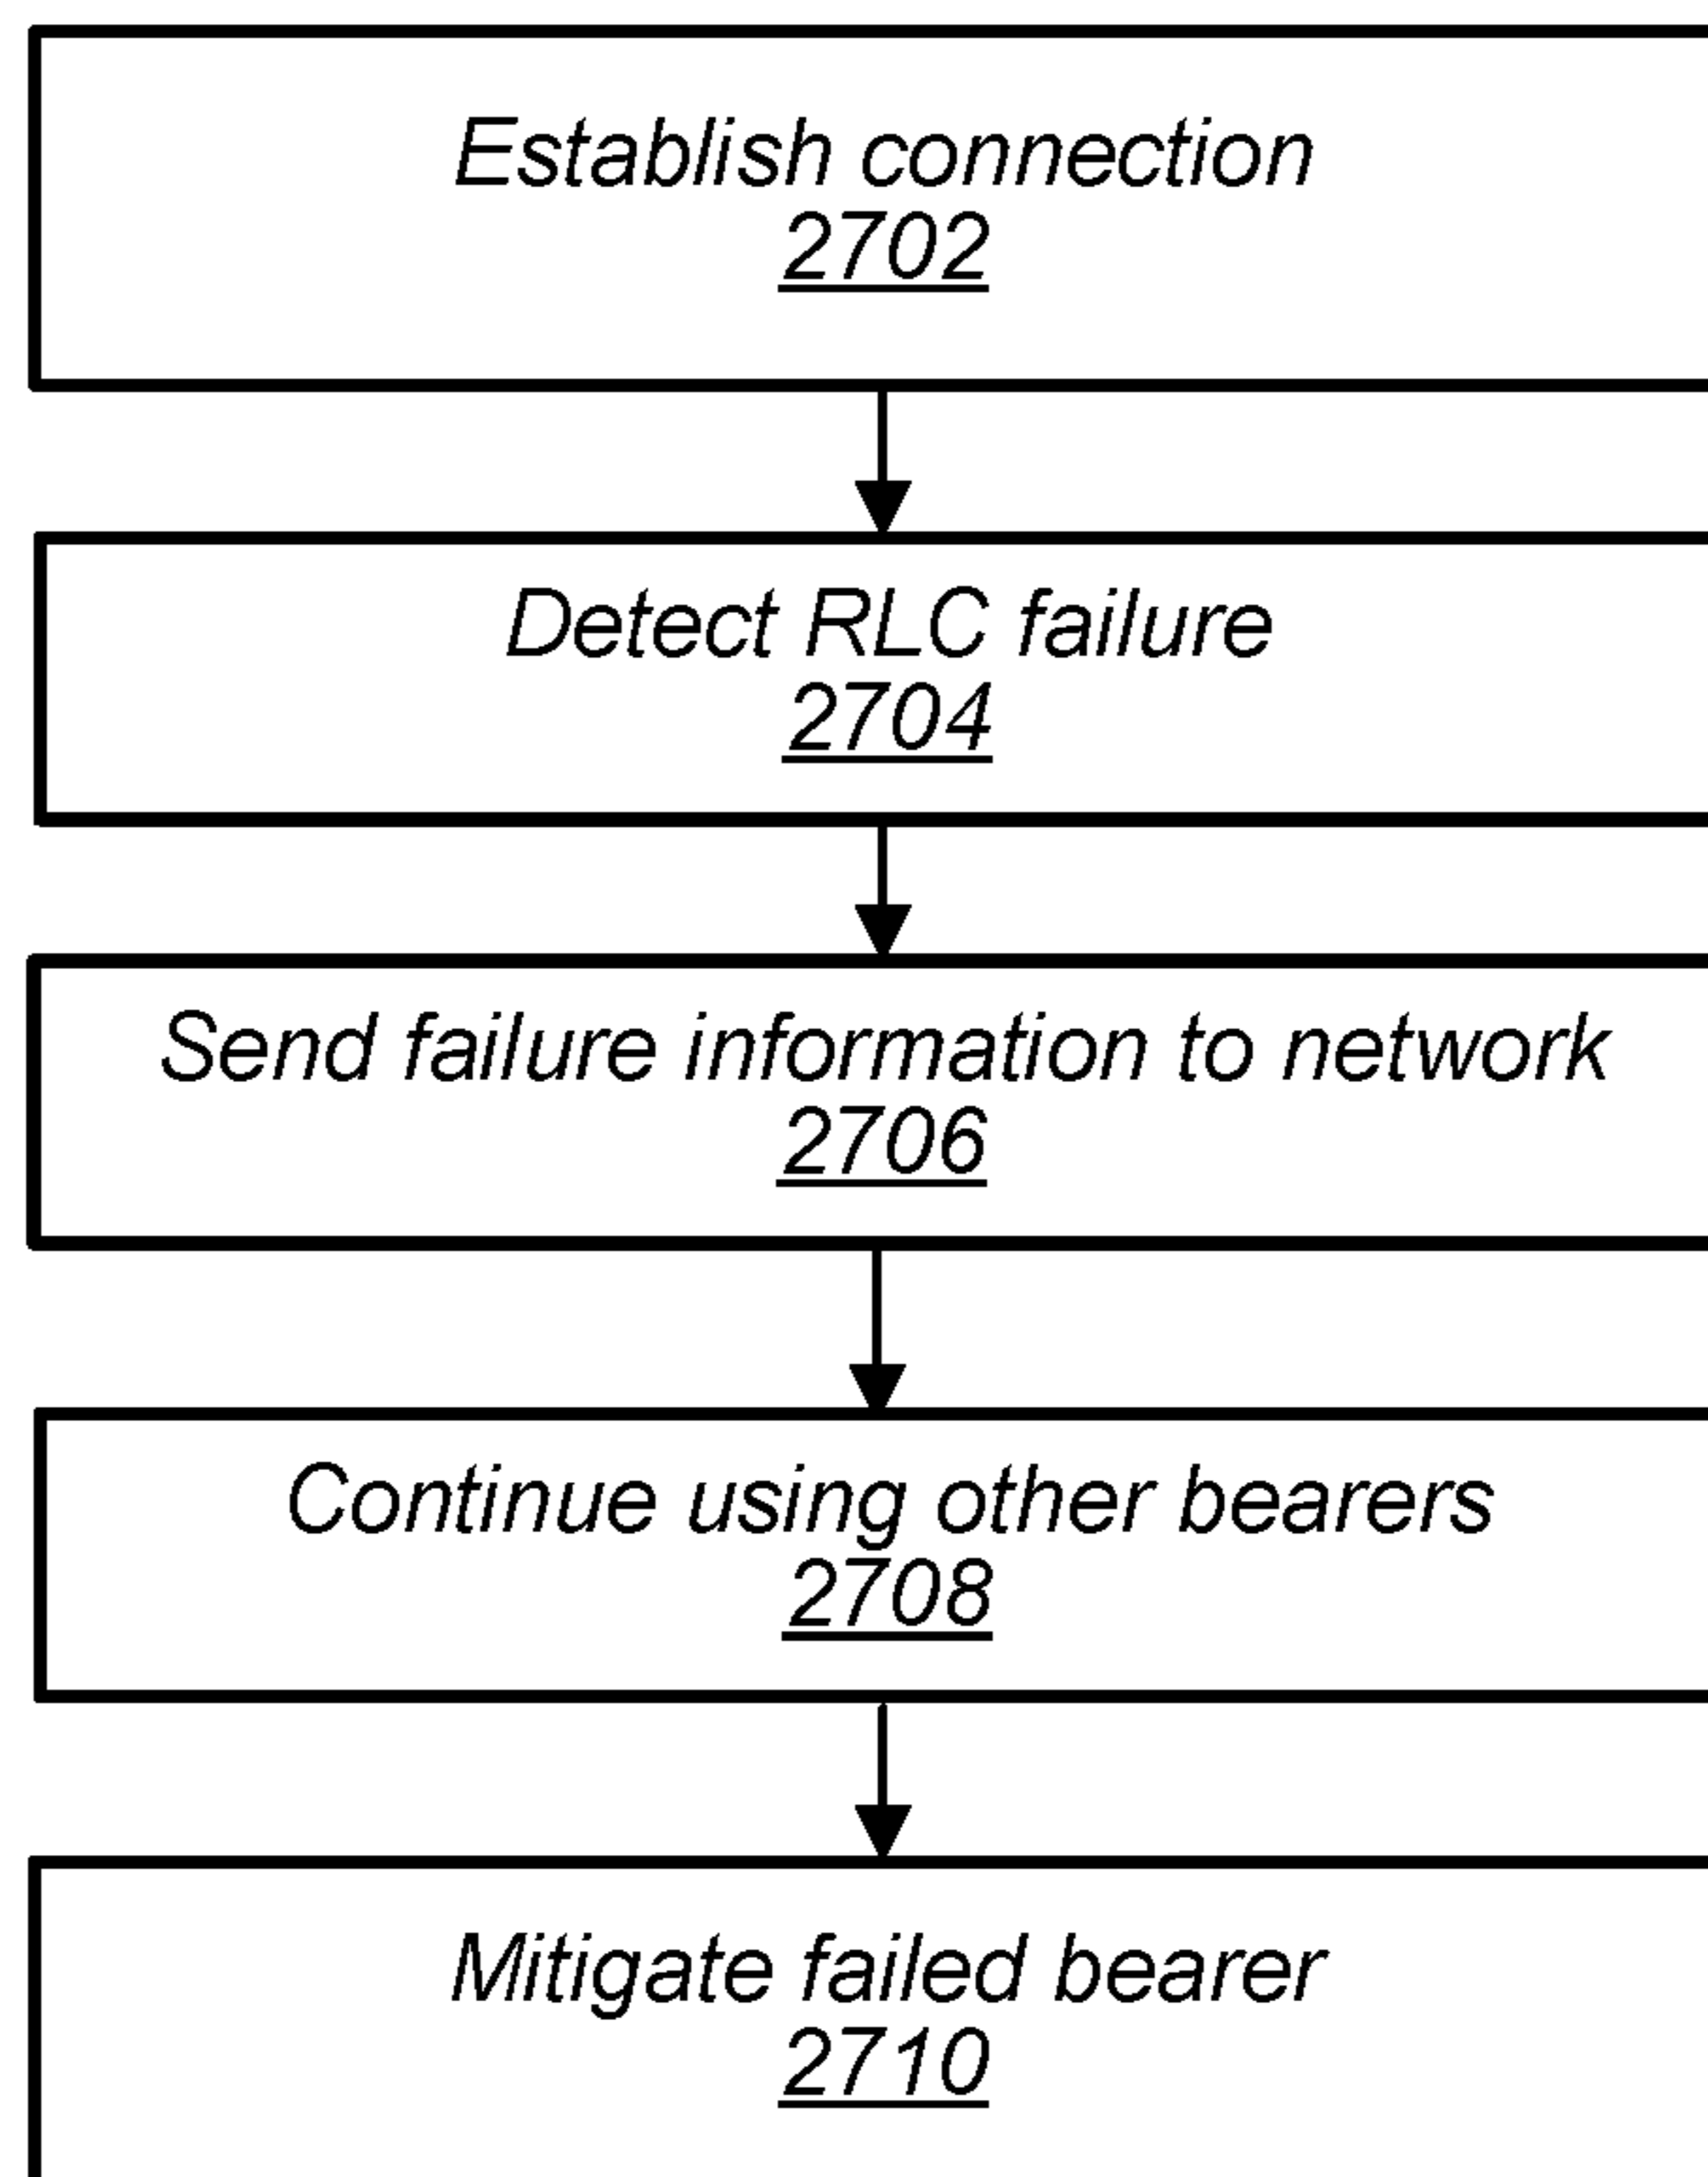 Establish connection
2702
Detect RLC failure
2704
Send failure information to network
2706
Continue using other bearers
2708
Mitigate failed bearer
2710